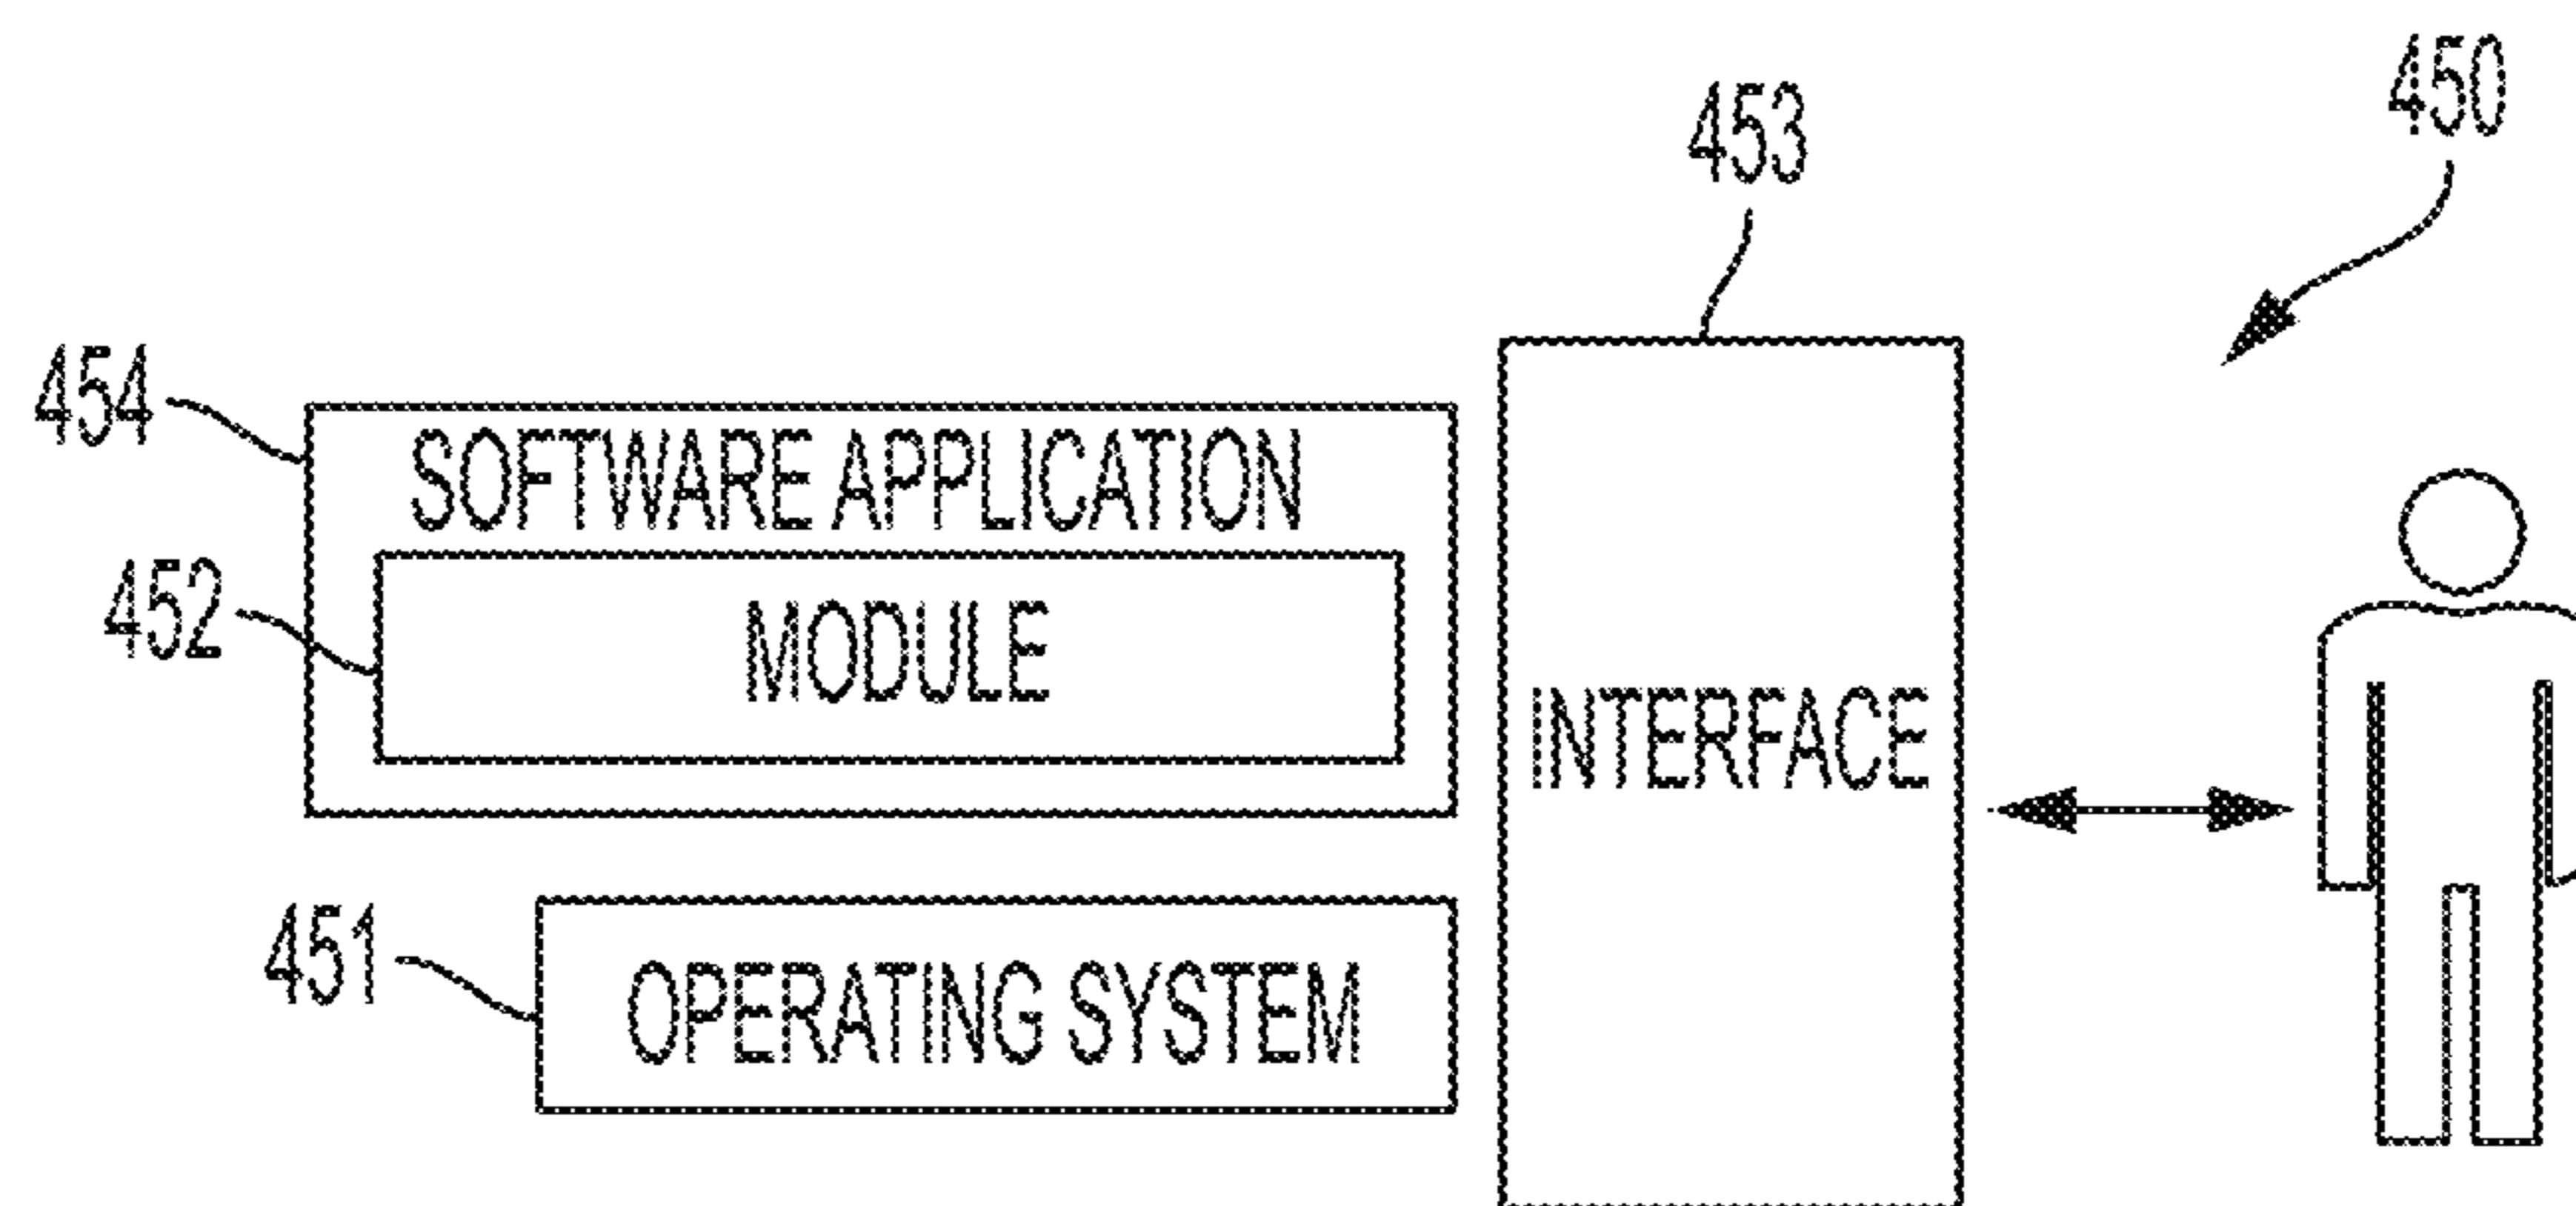 450
453
454
SOFTWARE APPLICATION
452
MODULE
INTERFACE
451
OPERATING SYSTEM